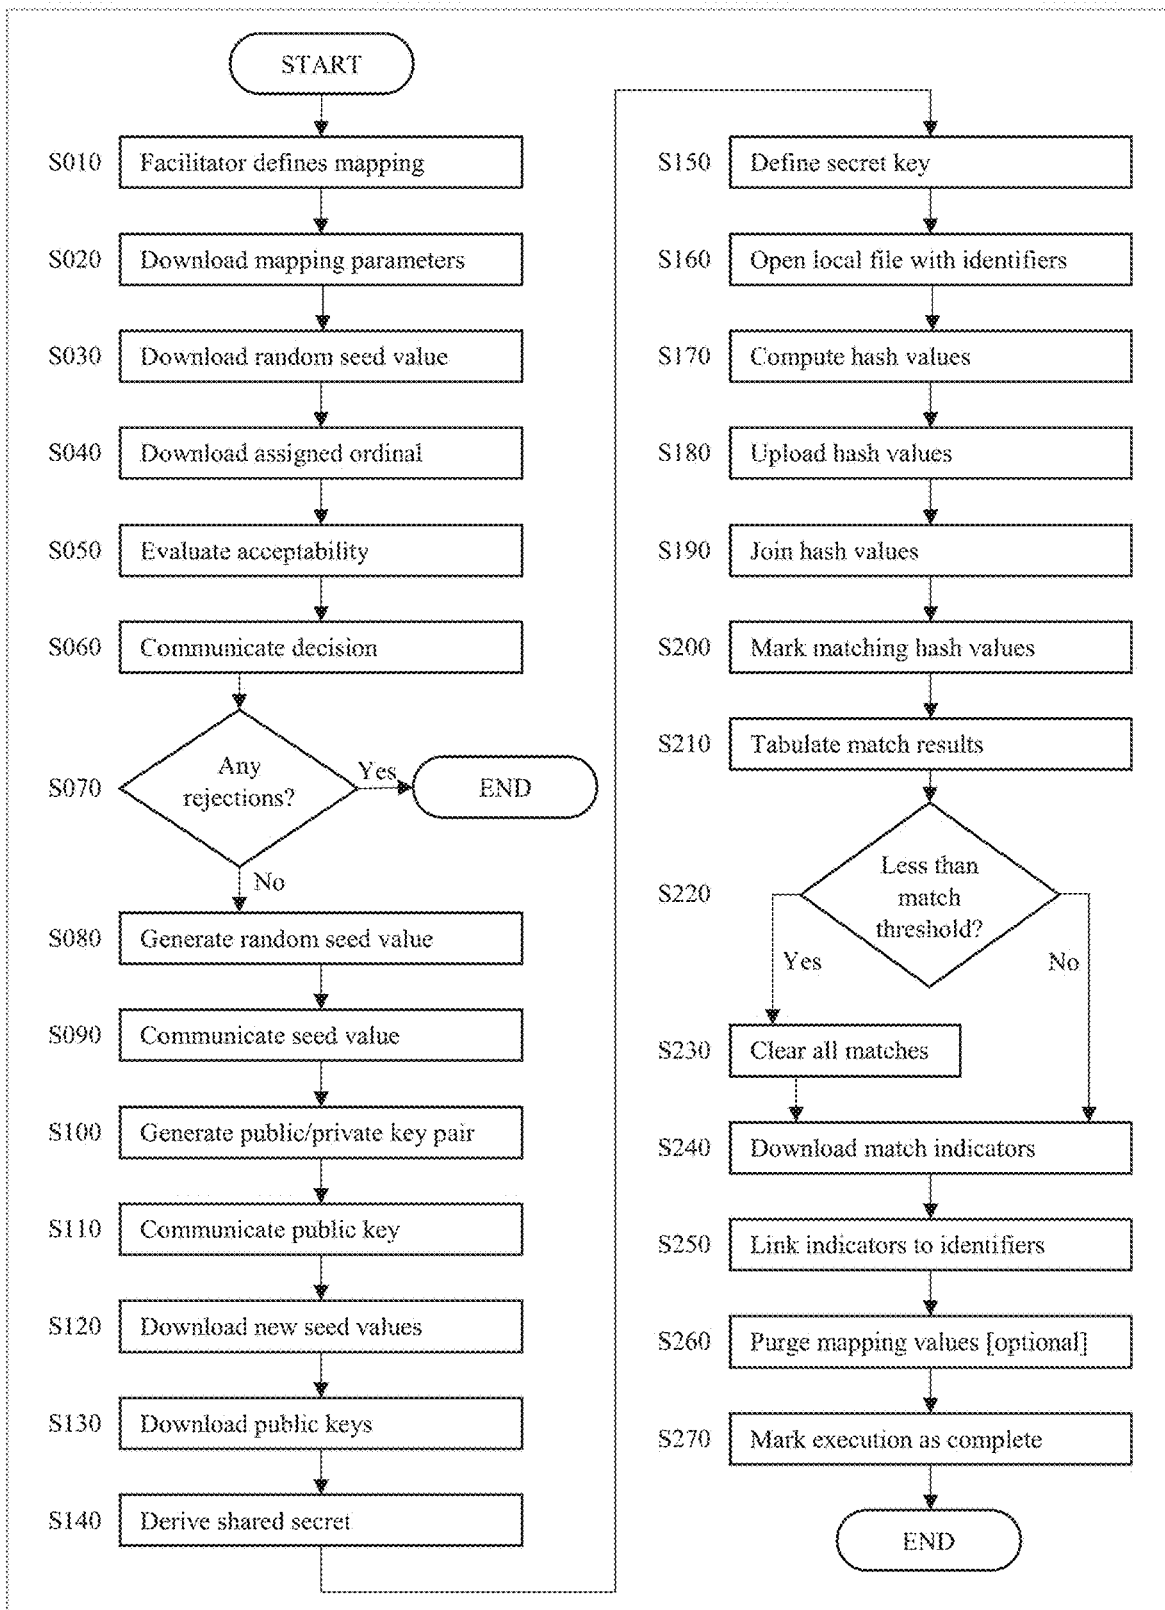 START
S010 Facilitator defines mapping
S020 Download mapping parameters
S030 Download random seed value
S040 Download assigned ordinal
S050 Evaluate acceptability
S060 Communicate decision
S070
Any
rejections?
Yes
END
No
S080 Generate random seed value
S090 Communicate seed value
S100 Generate public/private key pair
S110 Communicate public key
S120 Download new seed values
S130 Download public keys
S140 Derive shared secret
S150 Define secret key
S160 Open local file with identifiers
S170 Compute hash values
S180 Upload hash values
S190 Join hash values
S200 Mark matching hash values
S210 Tabulate match results
S220
Less than
match
threshold?
Yes
No
S230 Clear all matches
S240 Download match indicators
S250 Link indicators to identifiers
S260 Purge mapping values [optional]
S270 Mark execution as complete
END